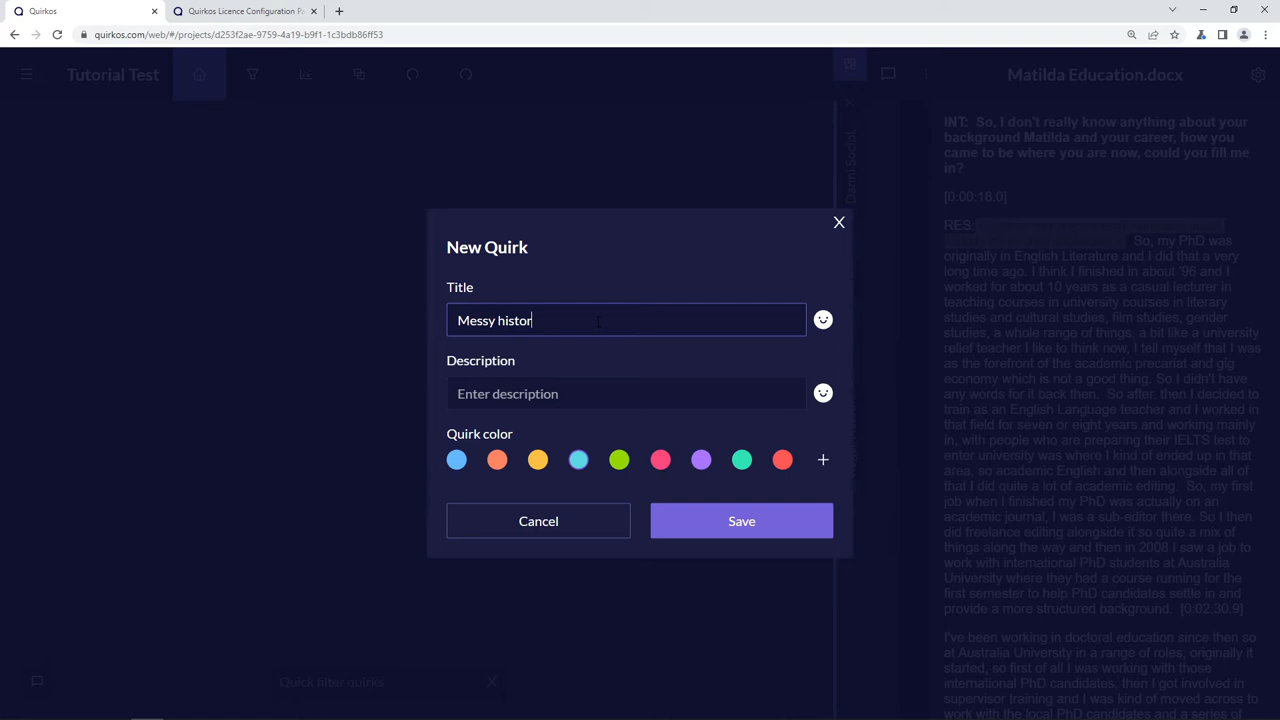 Quirkos
Quirkos Licence Configuration Pa
quirkos.com/web/#/projects/d253f2ae-9759-4a19-b9f1-1c3bdb86ff53
Tutorial Test
Matilda Education.docx
Danni Sociol.
New Quirk
Title
Messy histor
Description
Enter description
Quirk color
Cancel
Save
Quick filter quirks
INT: So, I don't really know anything about your
background Matilda and your career, how you
came to be where you are now, could you fill me
in?
[0:00:18.0]
RES:
So, my PhD was
originally in English Literature and I did that a very
long time ago. I think I finished in about '96 and I
worked for about 10 years as a casual lecturer in
teaching courses in university courses in literary
studies and cultural studies, film studies, gender
studies, a whole range of things, a bit like a university
relief teacher I like to think now, I tell myself that I was
as the forefront of the academic precariat and gig
economy which is not a good thing. So I didn't have
any words for it back then. So after, then I decided to
train as an English Language teacher and I worked in
that field for seven or eight years and working mainly
in, with people who are preparing their IELTS test to
enter university was where I kind of ended up in that
area, so academic English and then alongside all of
that I did quite a lot of academic editing. So, my first
job when I finished my PhD was actually on an
academic journal, I was a sub-editor there. So I then
did freelance editing alongside it so quite a mix of
things along the way and then in 2008 I saw a job to
work with international PhD students at Australia
University where they had a course running for the
first semester to help PhD candidates settle in and
provide a more structured background. [0:02:30.9]
I've been working in doctoral education since then so
at Australia University in a range of roles, originally it
started, so first of all I was working with those
international PhD candidates, then I got involved in
supervisor training and I was kind of moved across to
work with the local PhD candidates and a series of